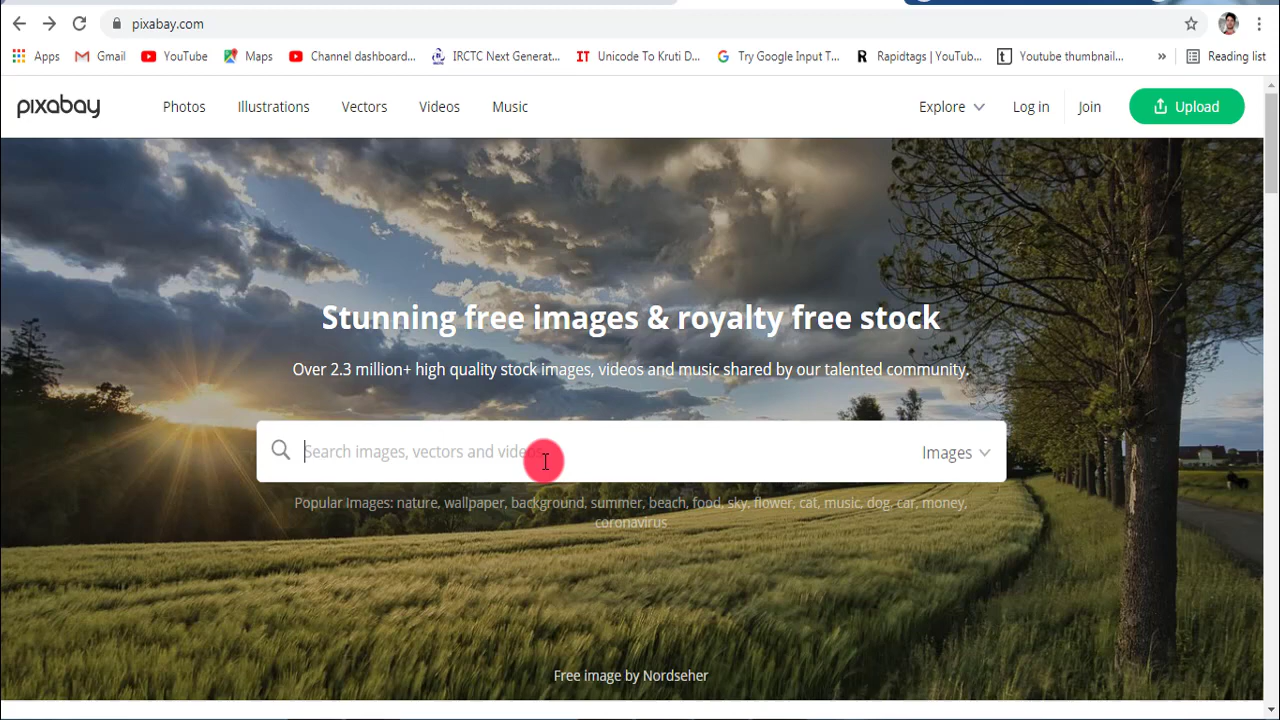 pixabay.com
Apps Gmail YouTube Maps Channel dashboard... IRCTC Next Generat... IT Unicode To Kruti D... Try Google Input T... R Rapidtags | YouTub... t Youtube thumbnail... » Reading list
pixabay Photos Illustrations Vectors Videos Music Explore Log in Join Upload
Stunning free images & royalty free stock
Over 2.3 million+ high quality stock images, videos and music shared by our talented community.
Search images, vectors and videos Images
Popular Images: nature, wallpaper, background, summer, beach, food, sky, flower, cat, music, dog, car, money,
coronavirus
Free image by Nordseher